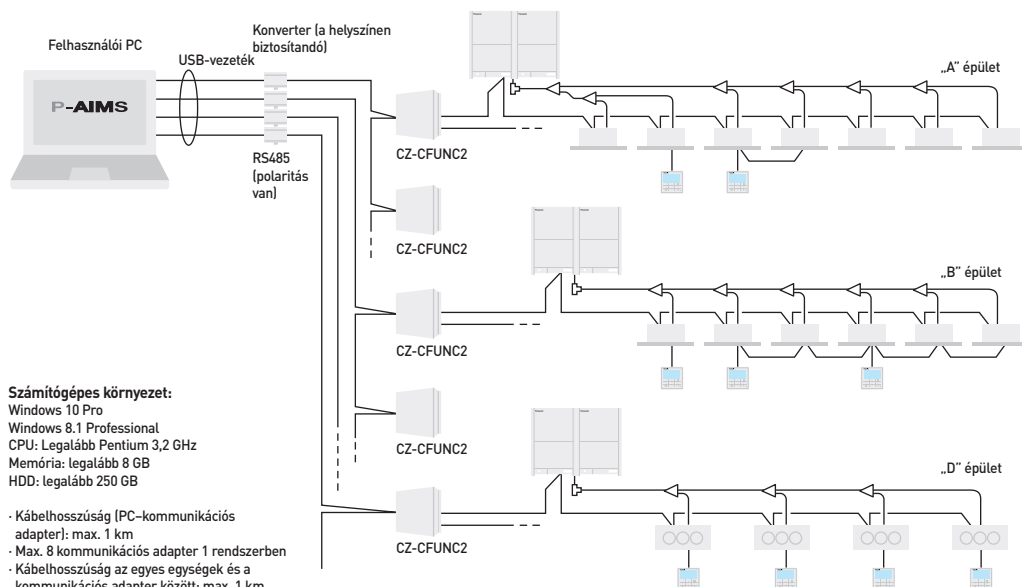 Felhasználói PC
P-AIMS
USB-vezeték
Konverter (a helyszínen
biztosítandó)
RS485
(polaritás
van)
CZ-CFUNC2
„A” épület
CZ-CFUNC2
„B” épület
CZ-CFUNC2
CZ-CFUNC2
„D” épület
CZ-CFUNC2
Számítógépes környezet:
Windows 10 Pro
Windows 8.1 Professional
CPU: Legalább Pentium 3,2 GHz
Memória: legalább 8 GB
HDD: legalább 250 GB
· Kábelhosszúság (PC–kommunikációs
adapter): max. 1 km
· Max. 8 kommunikációs adapter 1 rendszerben
· Kábelhosszúság az egyes egységek és a
kommunikációs adapter között: max. 1 km